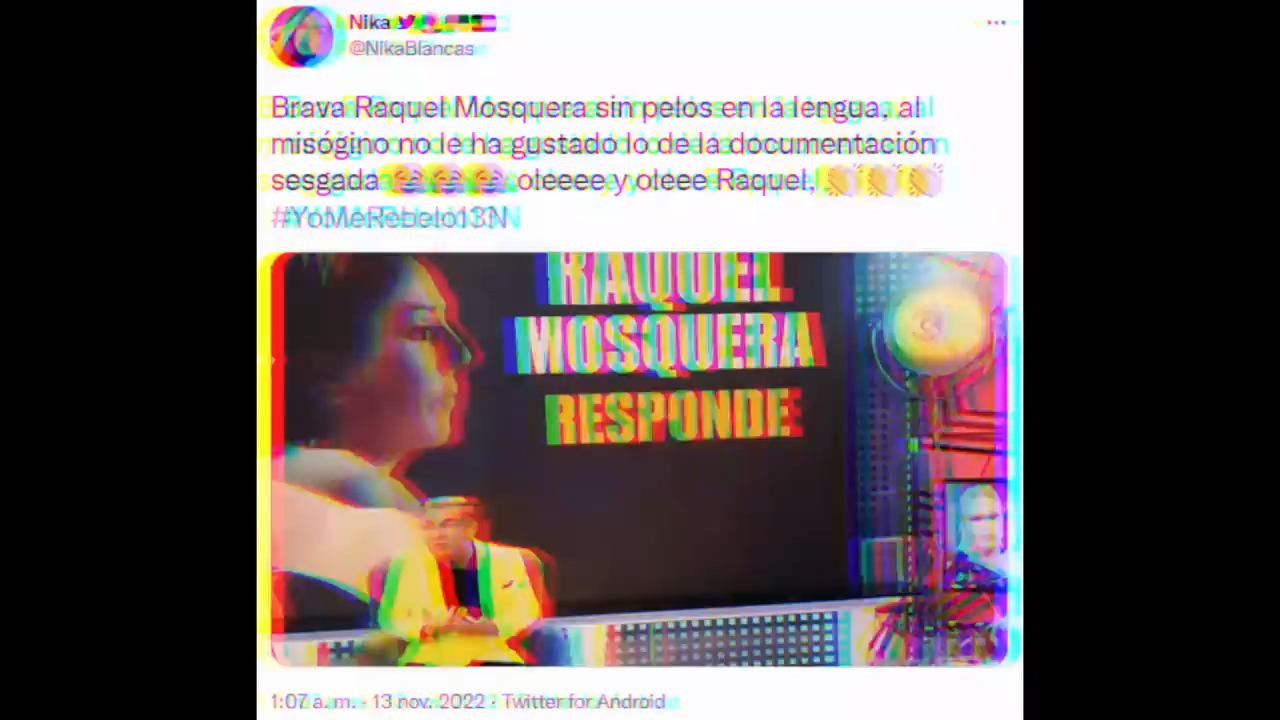 Nika
@NikaBlancas
Brava Raquel Mosquera sin pelos en la lengua, al
misógino no le ha gustado lo de la documentación
sesgada oleeee y oleee Raquel,
#YoMeRebelo13N
RAQUEL
MOSQUERA
RESPONDE
1:07 a. m. · 13 nov. 2022 · Twitter for Android